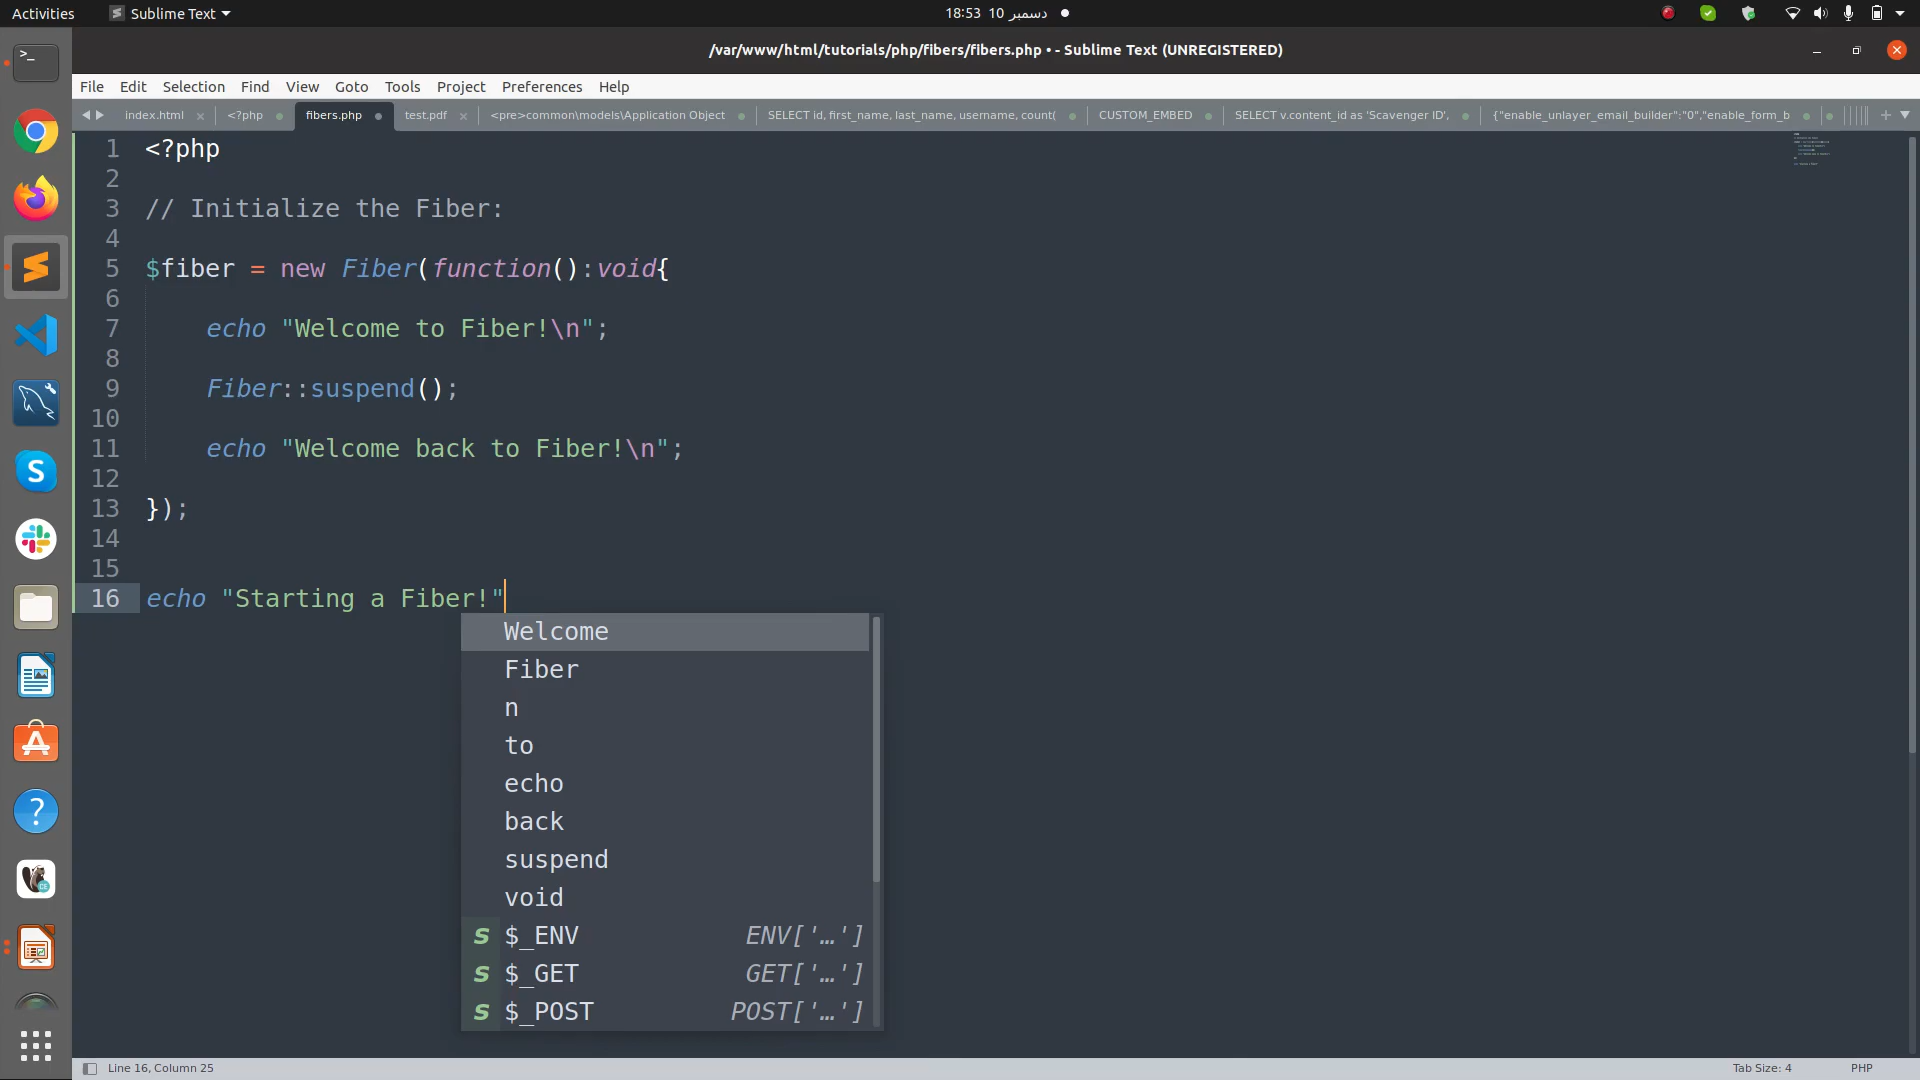 Activities Sublime Text 18:53 10 دسمبر
/var/www/html/tutorials/php/fibers/fibers.php • - Sublime Text (UNREGISTERED)
File Edit Selection Find View Goto Tools Project Preferences Help
index.html <?php fibers.php test.pdf <pre>common\models\Application Object SELECT id, first_name, last_name, username, count( CUSTOM_EMBED SELECT v.content_id as 'Scavenger ID', {"enable_unlayer_email_builder":"0","enable_form_b
1 <?php
2
3 // Initialize the Fiber:
4
5 $fiber = new Fiber(function():void{
6
7 echo "Welcome to Fiber!\n";
8
9 Fiber::suspend();
10
11 echo "Welcome back to Fiber!\n";
12
13 });
14
15
16 echo "Starting a Fiber!"
Welcome
Fiber
n
to
echo
back
suspend
void
s $_ENV ENV['…']
s $_GET GET['…']
s $_POST POST['…']
Line 16, Column 25 Tab Size: 4 PHP